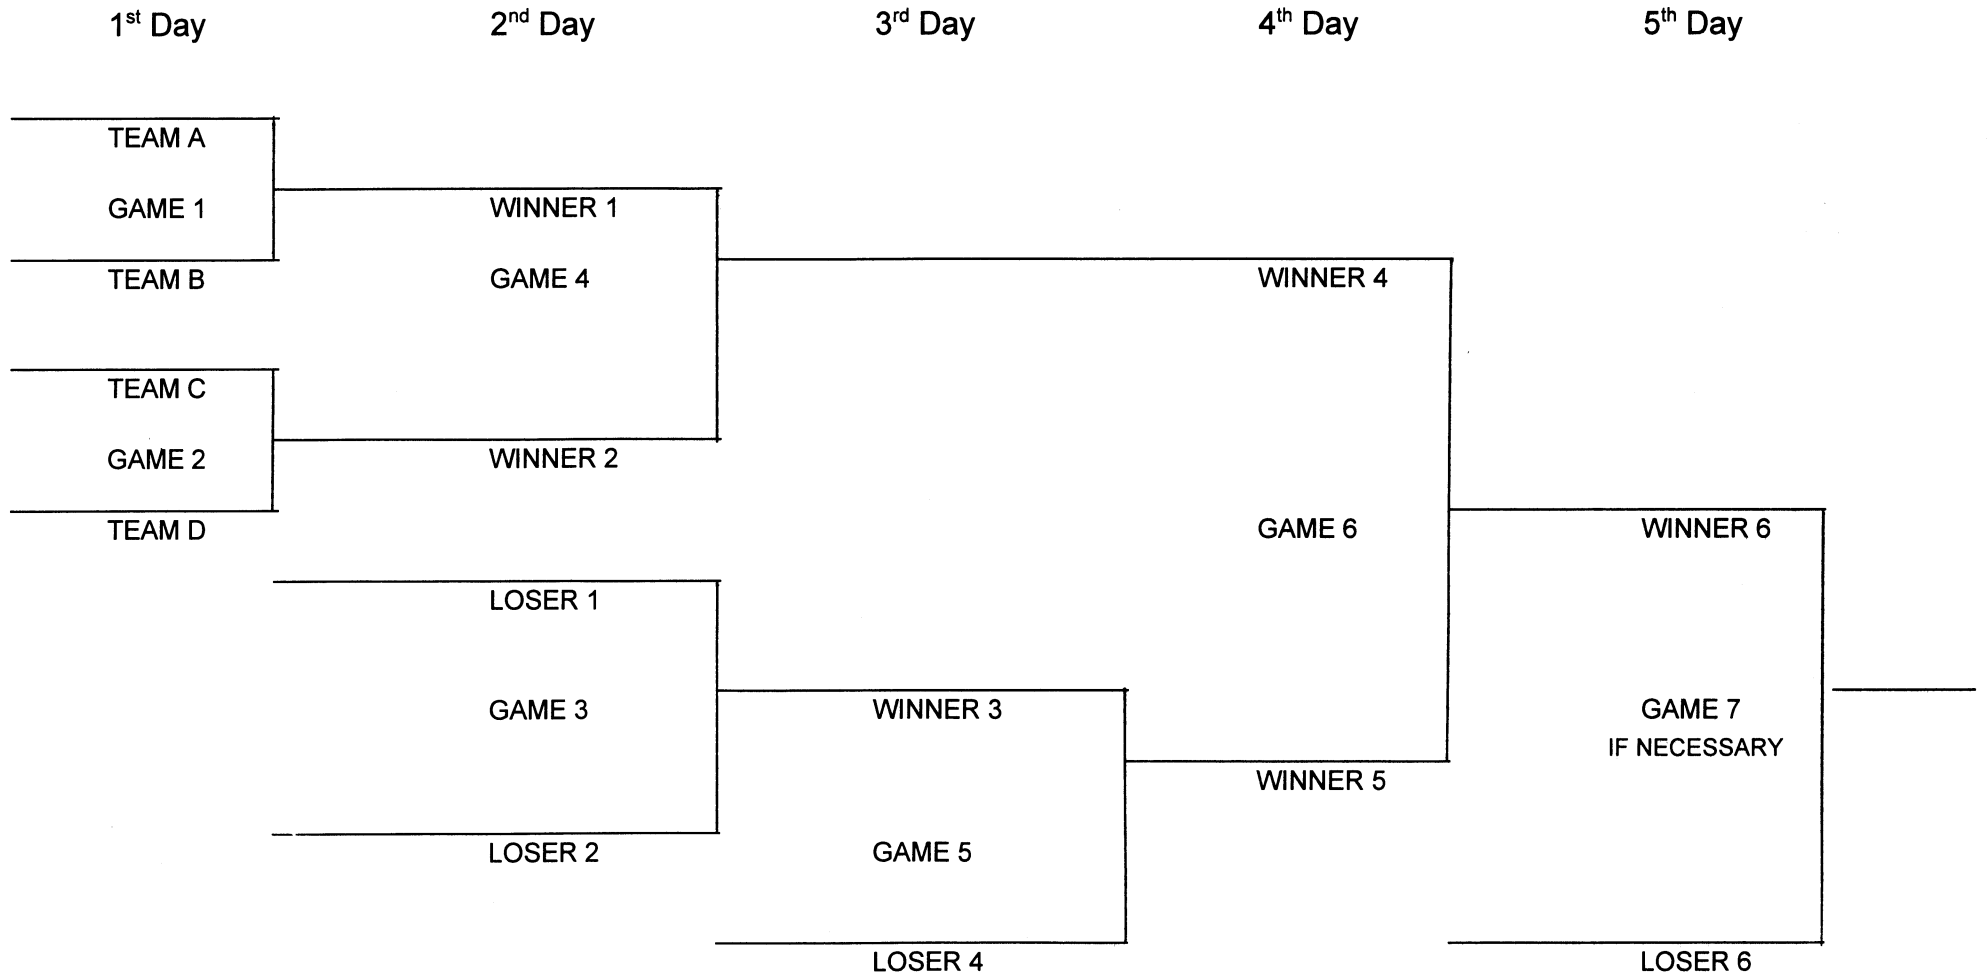 1st Day 2nd Day 3rd Day 4th Day 5th Day
TEAM A
GAME 1 WINNER 1
TEAM B GAME 4 WINNER 4
TEAM C
GAME 2 WINNER 2
TEAM D GAME 6 WINNER 6
LOSER 1
GAME 3 WINNER 3 GAME 7
IF NECESSARY
WINNER 5
LOSER 2 GAME 5
LOSER 4 LOSER 6